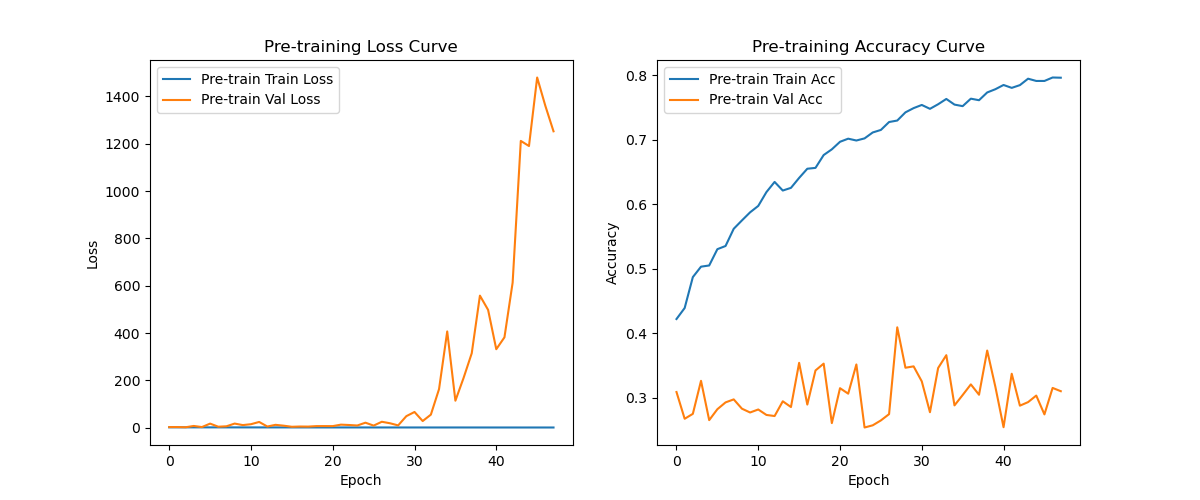 Pre-training Loss Curve
Pre-train Train Loss
Pre-train Val Loss
1400
1200
1000
800
600
400
200
0
Loss
0 10 20 30 40
Epoch
Pre-training Accuracy Curve
Pre-train Train Acc
Pre-train Val Acc
0.8
0.7
0.6
0.5
0.4
0.3
Accuracy
0 10 20 30 40
Epoch